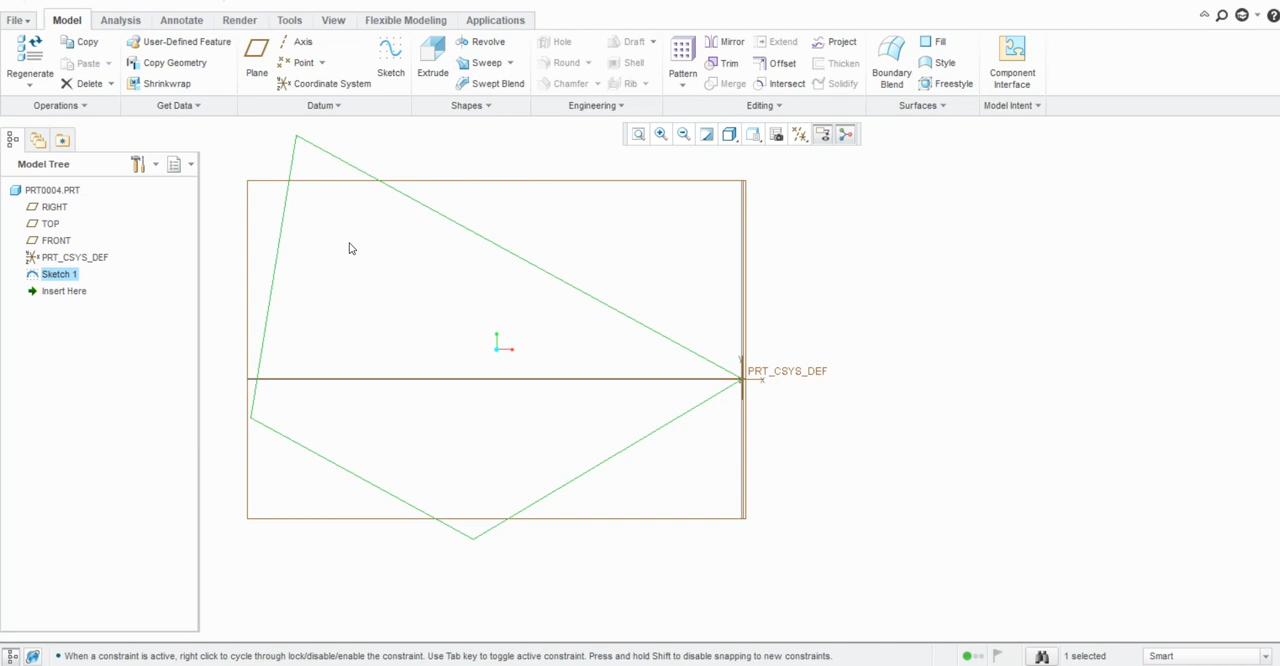 File
Model
Analysis
Annotate
Render
Tools
View
Flexible Modeling
Applications
Regenerate
Copy
Paste
Delete
Operations
User-Defined Feature
Copy Geometry
Shrinkwrap
Get Data
Plane
Axis
Point
Coordinate System
Sketch
Datum
Extrude
Revolve
Sweep
Swept Blend
Shapes
Hole
Round
Chamfer
Draft
Shell
Rib
Engineering
Pattern
Mirror
Trim
Merge
Extend
Offset
Intersect
Project
Thicken
Solidify
Editing
Boundary
Blend
Fill
Style
Freestyle
Surfaces
Component
Interface
Model Intent
Model Tree
PRT0004.PRT
RIGHT
TOP
FRONT
PRT_CSYS_DEF
Sketch 1
Insert Here
Y
PRT_CSYS_DEF
X
• When a constraint is active, right click to cycle through lock/disable/enable the constraint. Use Tab key to toggle active constraint. Press and hold Shift to disable snapping to new constraints.
1 selected
Smart